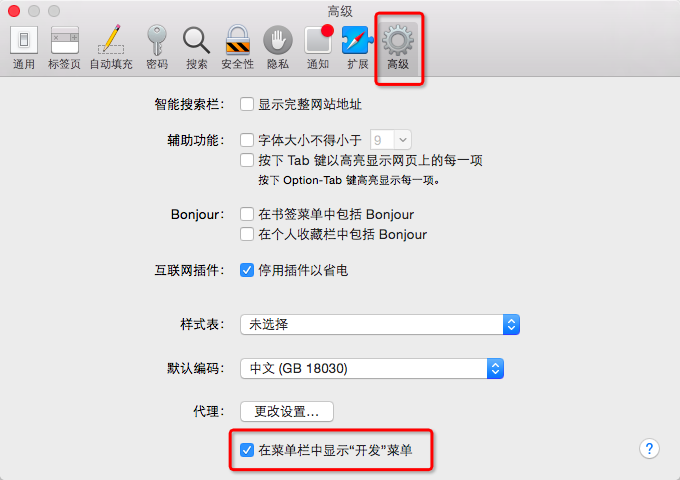 高级
通用 标签页 自动填充 密码 搜索 安全性 隐私 通知 扩展 高级
智能搜索栏： 显示完整网站地址
辅助功能： 字体大小不得小于 9
按下 Tab 键以高亮显示网页上的每一项
按下 Option-Tab 键高亮显示每一项。
Bonjour： 在书签菜单中包括 Bonjour
在个人收藏栏中包括 Bonjour
互联网插件： 停用插件以省电
样式表： 未选择
默认编码： 中文 (GB 18030)
代理： 更改设置…
在菜单栏中显示“开发”菜单
?